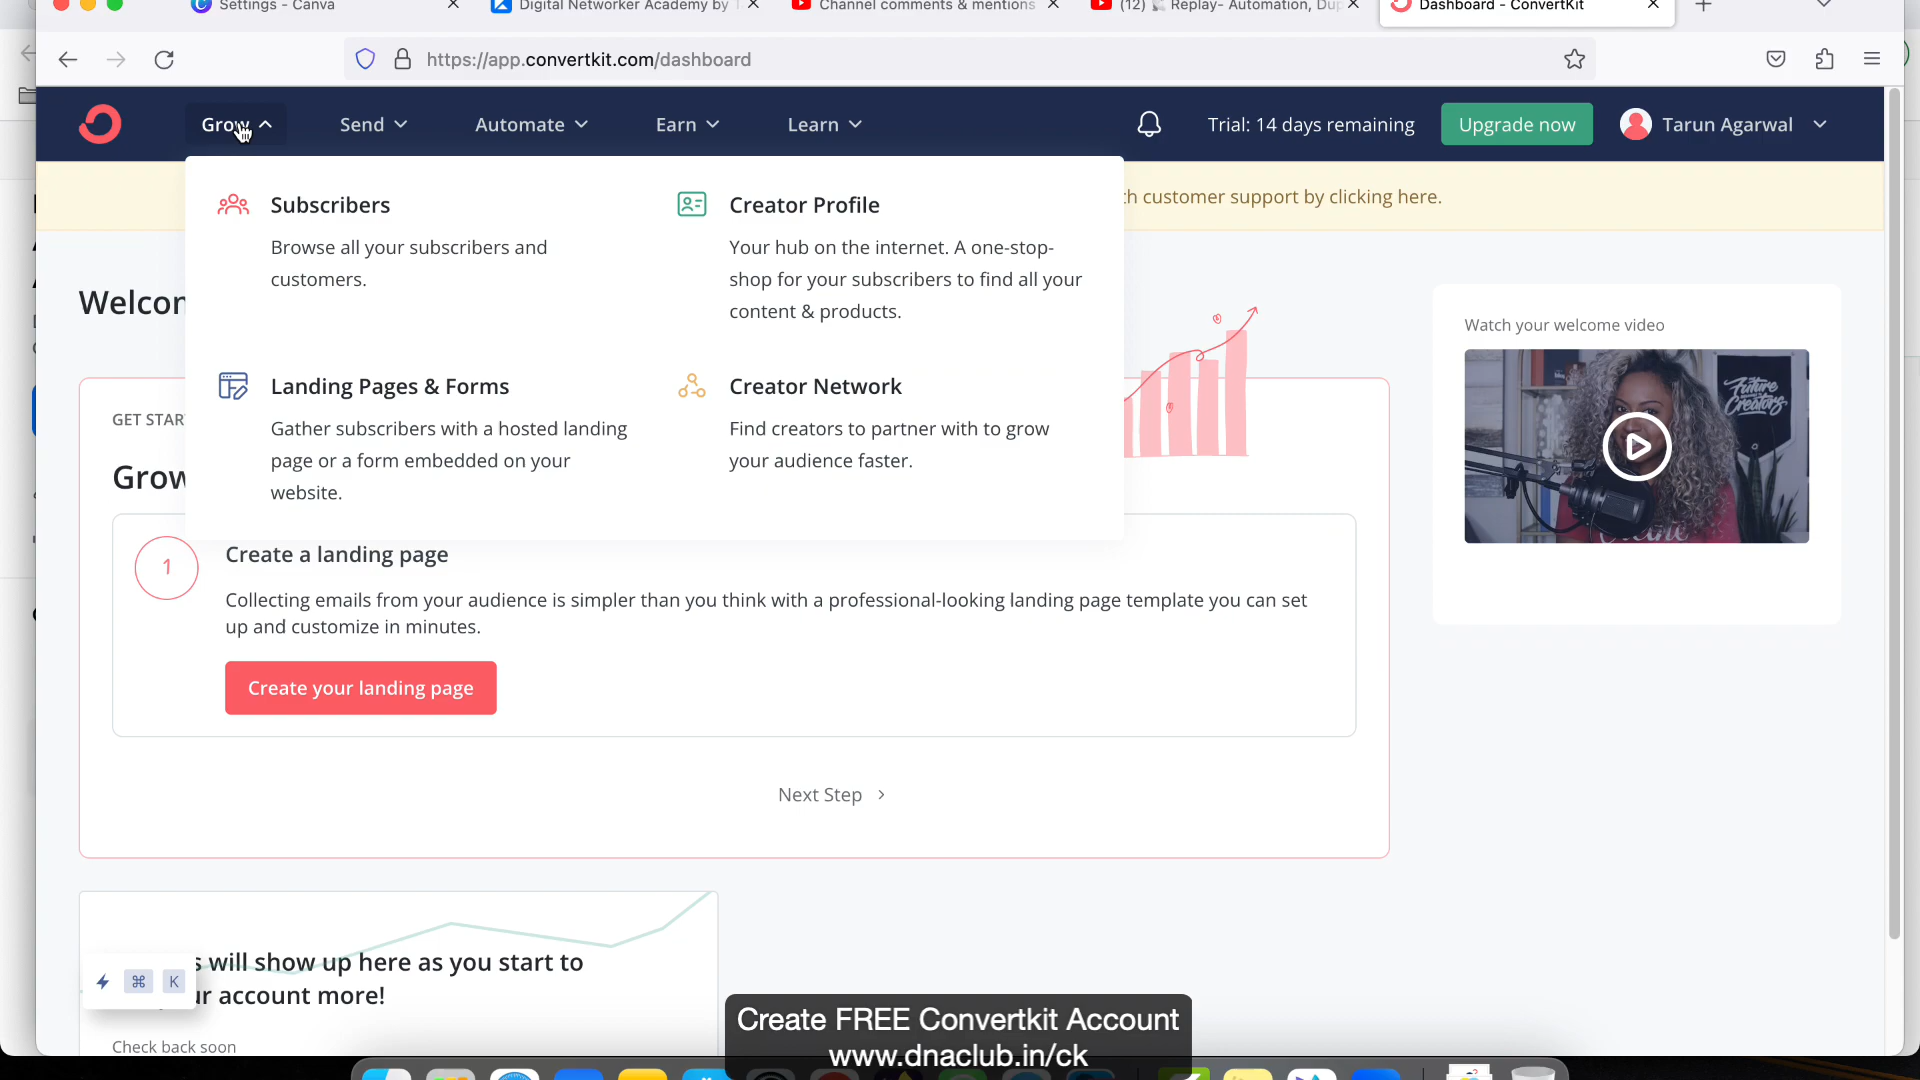 Settings - Canva
Digital Networker Academy by T
Channel comments & mentions
(12) Replay- Automation, Dup
Dashboard - ConvertKit
https://app.convertkit.com/dashboard
Grow
Send
Automate
Earn
Learn
Trial: 14 days remaining
Upgrade now
Tarun Agarwal
h customer support by clicking here.
Subscribers
Browse all your subscribers and
customers.
Creator Profile
Your hub on the internet. A one-stop-
shop for your subscribers to find all your
content & products.
Landing Pages & Forms
Gather subscribers with a hosted landing
page or a form embedded on your
website.
Creator Network
Find creators to partner with to grow
your audience faster.
Welcom
GET STAR
Grow
1
Create a landing page
Collecting emails from your audience is simpler than you think with a professional-looking landing page template you can set
up and customize in minutes.
Create your landing page
Next Step
Watch your welcome video
Future
Creators
s will show up here as you start to
ur account more!
⌘ K
Check back soon
Create FREE Convertkit Account
www.dnaclub.in/ck